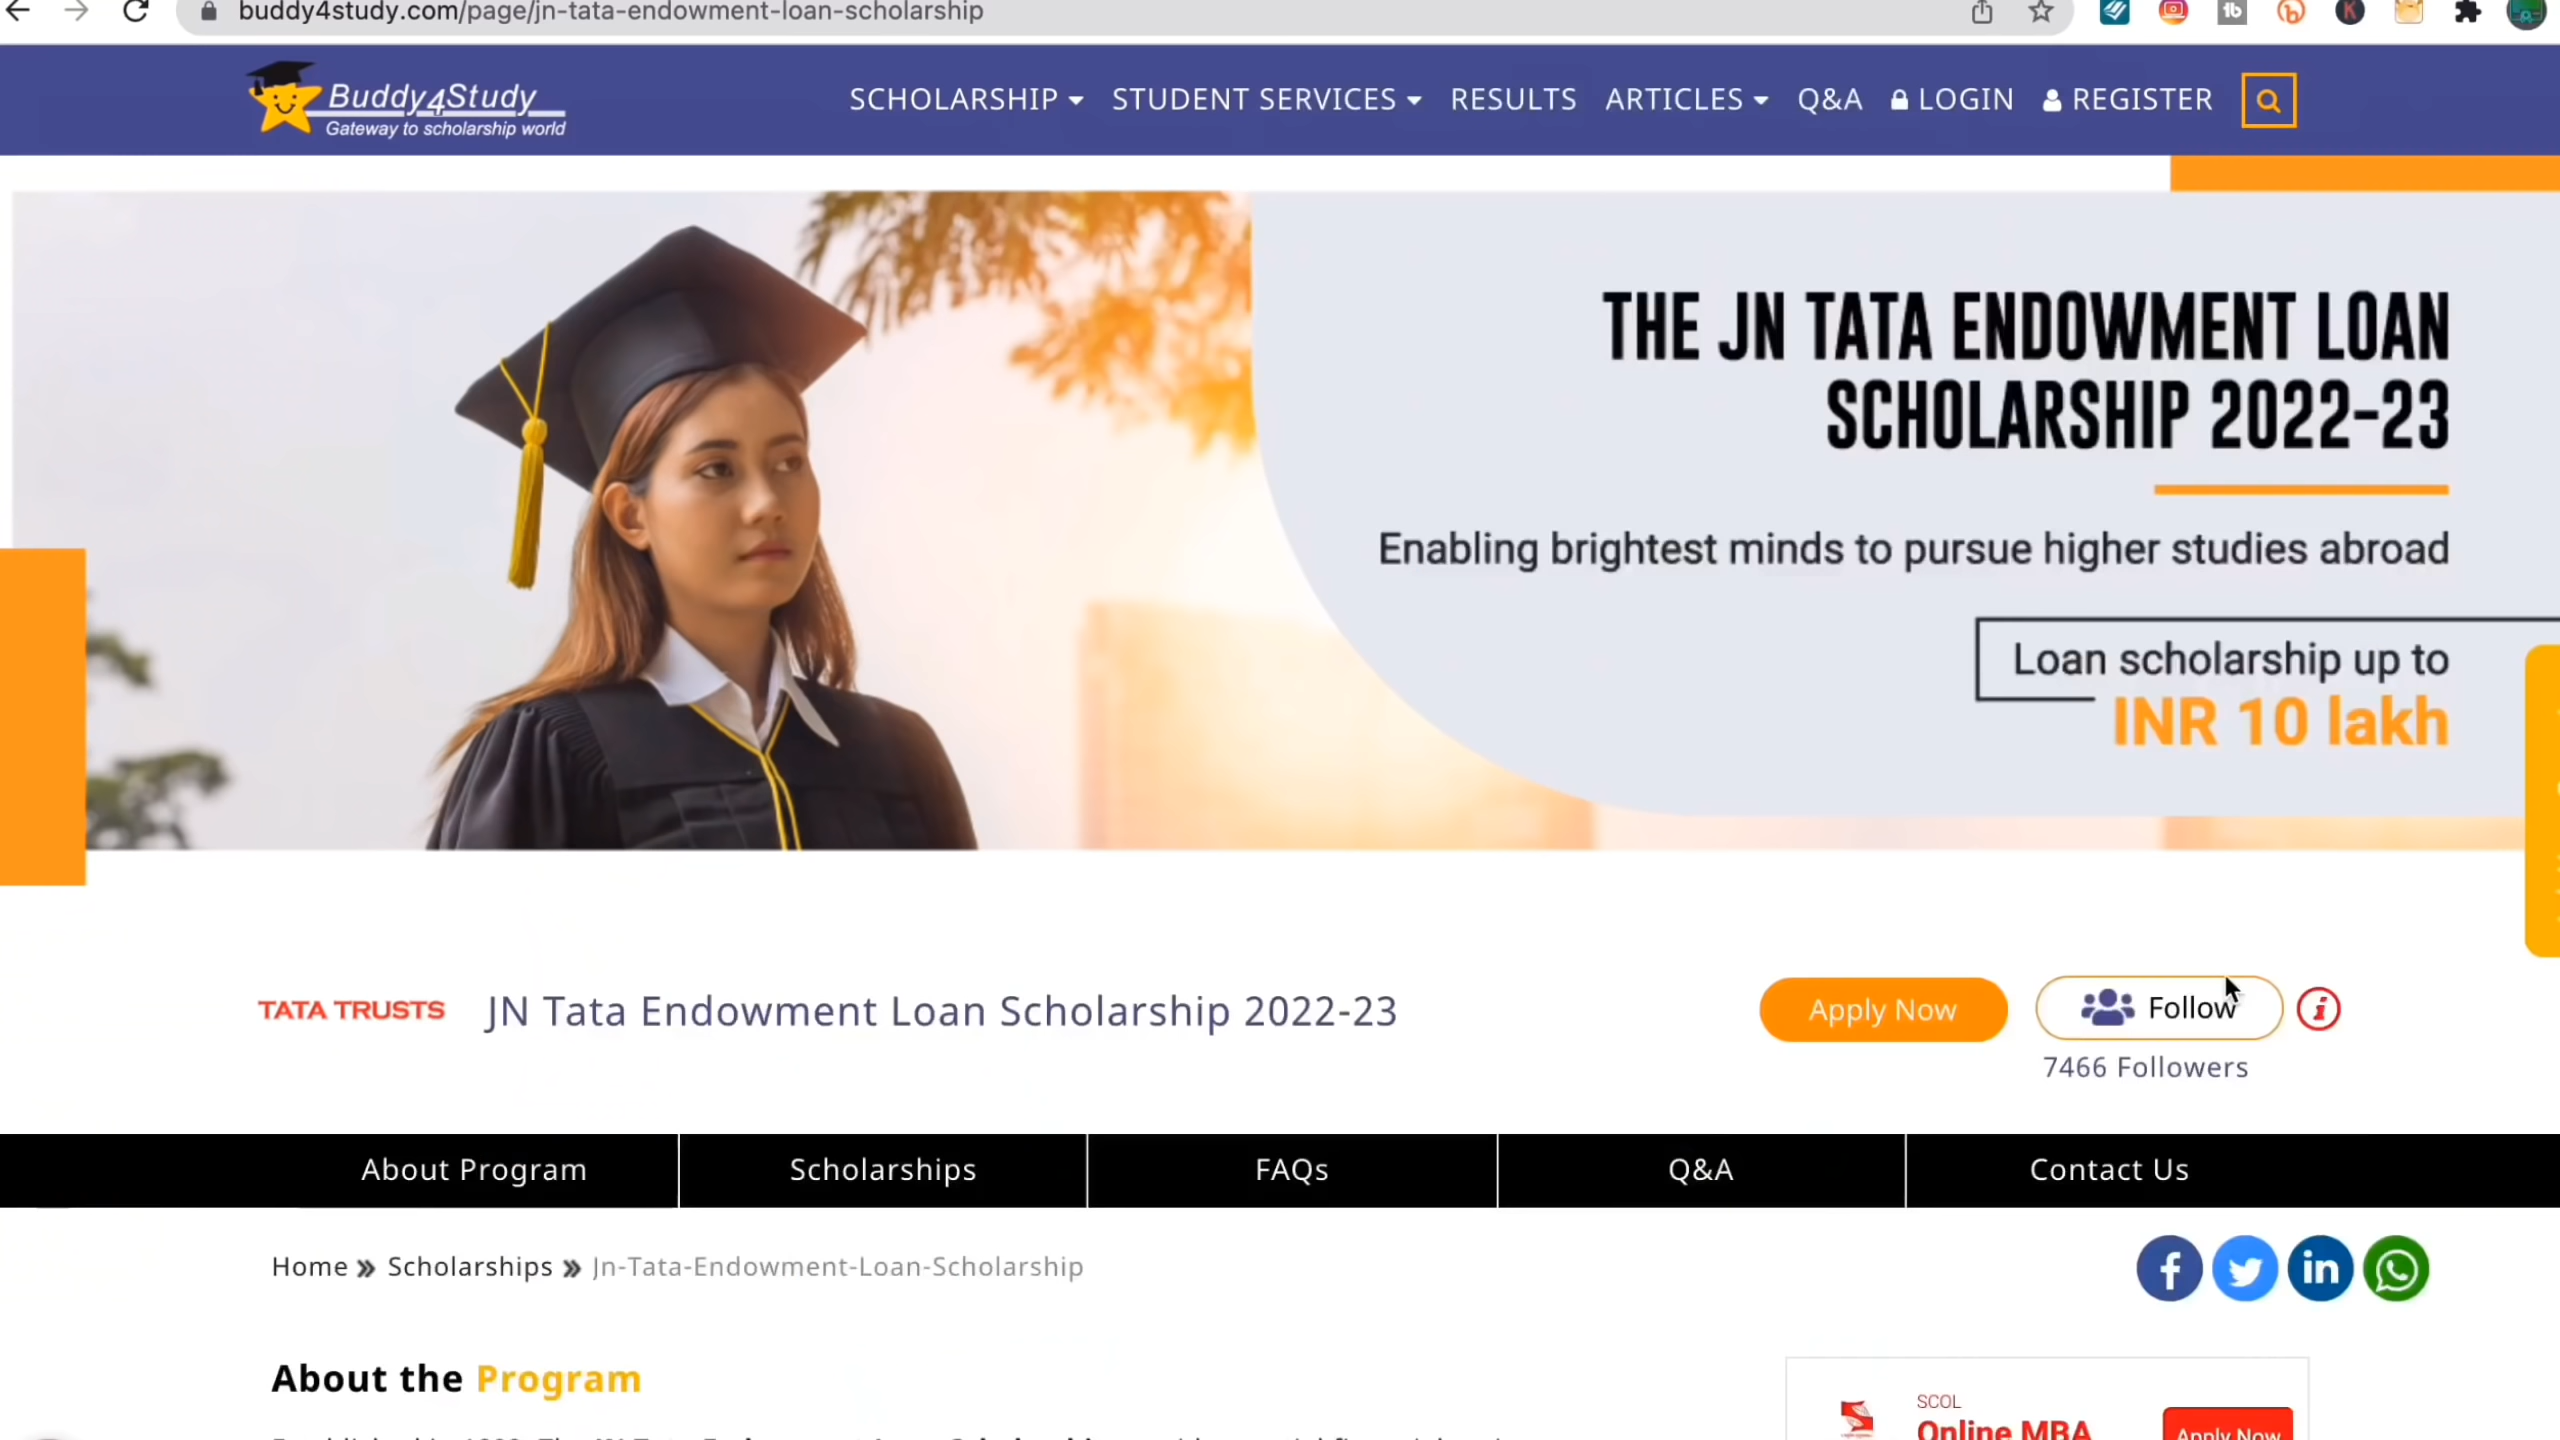 buddy4study.com/page/jn-tata-endowment-loan-scholarship
Buddy4Study
Gateway to scholarship world
SCHOLARSHIP STUDENT SERVICES RESULTS ARTICLES Q&A LOGIN REGISTER
THE JN TATA ENDOWMENT LOAN
SCHOLARSHIP 2022-23
Enabling brightest minds to pursue higher studies abroad
Loan scholarship up to
INR 10 lakh
TATA TRUSTS JN Tata Endowment Loan Scholarship 2022-23 Apply Now Follow
7466 Followers
About Program Scholarships FAQs Q&A Contact Us
Home » Scholarships » Jn-Tata-Endowment-Loan-Scholarship
About the Program
SCOL
Online MBA
Apply Now